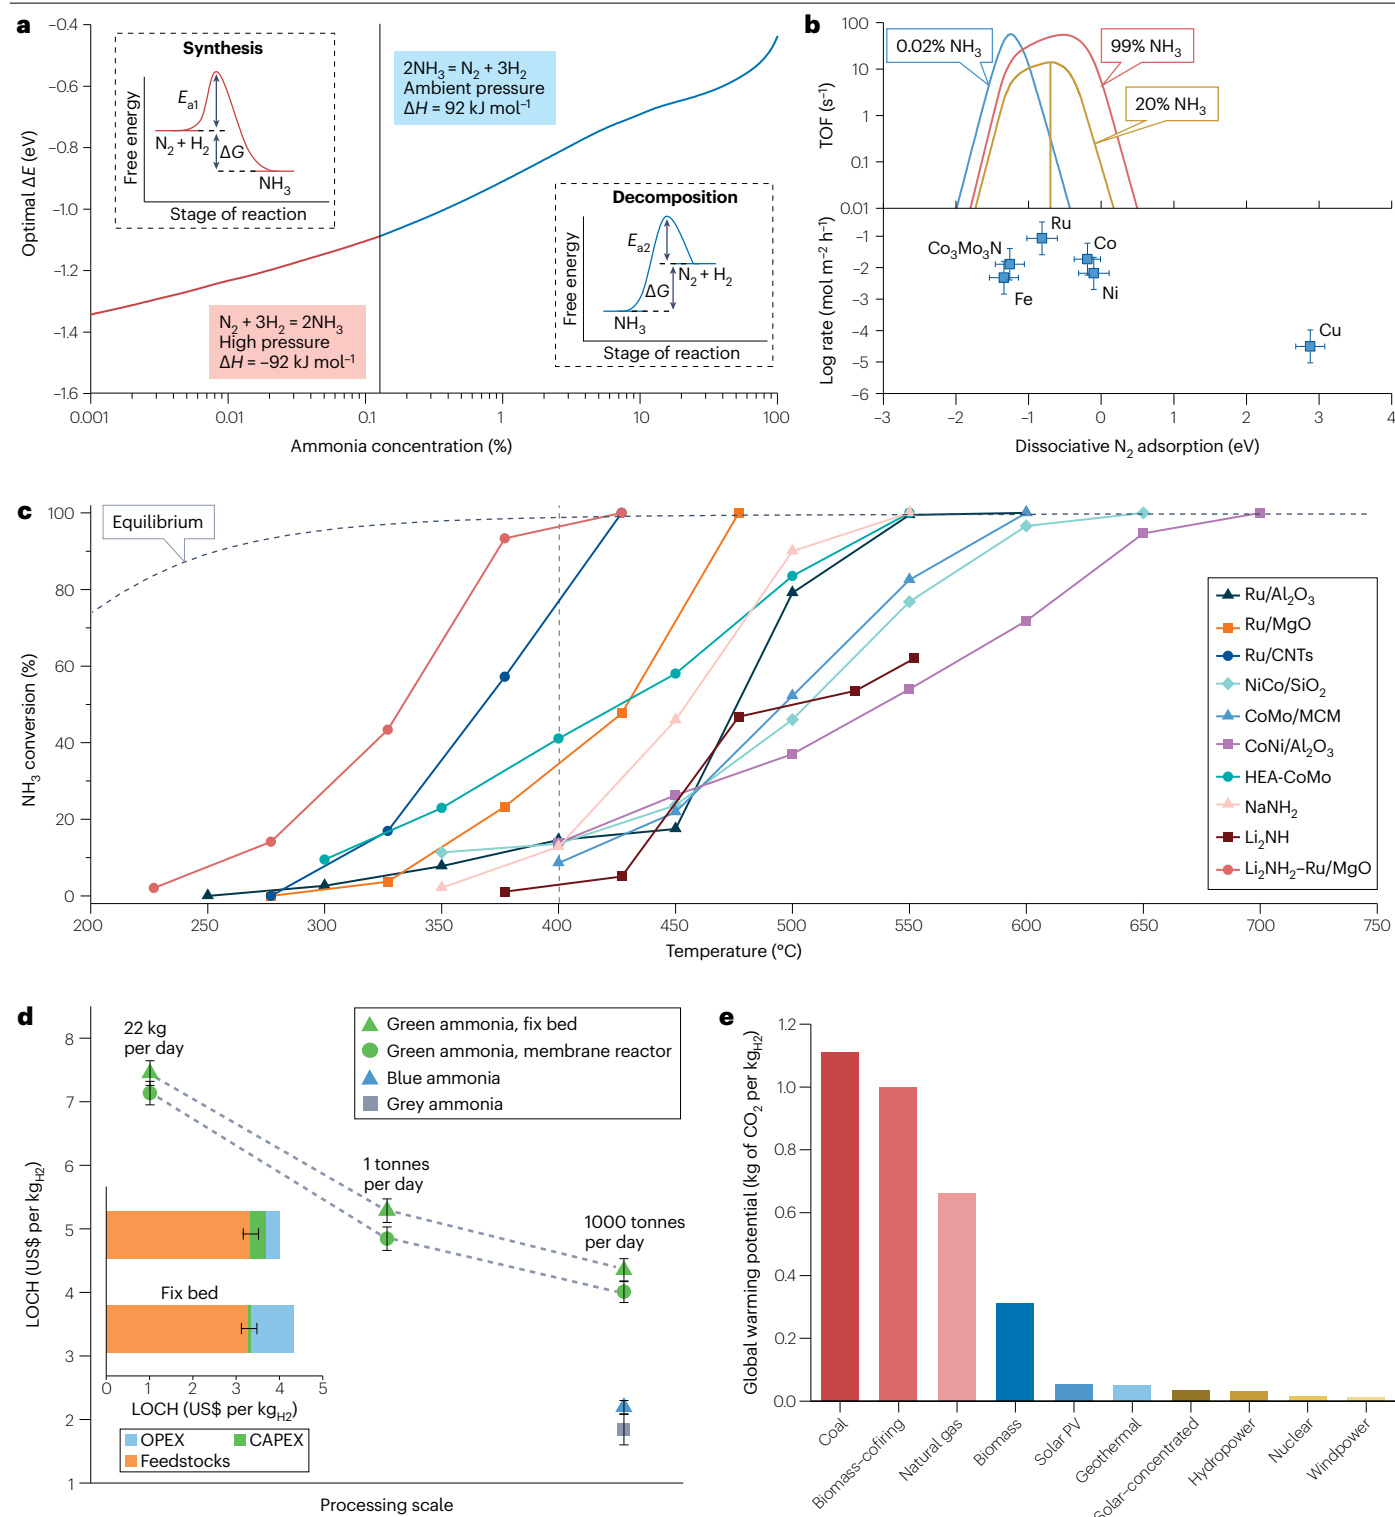 a
−0.4
−0.6
−0.8
−1.0
−1.2
−1.4
−1.6
Optimal ΔE (eV)
0.001
0.01
0.1
1
10
100
Ammonia concentration (%)
Synthesis
Free energy
Eₐ₁
N₂ + H₂
ΔG
NH₃
Stage of reaction
2NH₃ = N₂ + 3H₂
Ambient pressure
ΔH = 92 kJ mol⁻¹
N₂ + 3H₂ = 2NH₃
High pressure
ΔH = −92 kJ mol⁻¹
Decomposition
Free energy
Eₐ₂
N₂ + H₂
ΔG
NH₃
Stage of reaction
b
100
10
1
0.1
0.01
TOF (s⁻¹)
0.02% NH₃
99% NH₃
20% NH₃
−1
−2
−3
−4
−5
−6
Log rate (mol m⁻² h⁻¹)
Ru
Co₃Mo₃N
Co
Fe
Ni
Cu
−3
−2
−1
0
1
2
3
4
Dissociative N₂ adsorption (eV)
c
100
80
60
40
20
0
NH₃ conversion (%)
Equilibrium
200
250
300
350
400
450
500
550
600
650
700
750
Temperature (°C)
Ru/Al₂O₃
Ru/MgO
Ru/CNTs
NiCo/SiO₂
CoMo/MCM
CoNi/Al₂O₃
HEA-CoMo
NaNH₂
Li₂NH
Li₂NH₂–Ru/MgO
d
8
7
6
5
4
3
2
1
LOCH (US$ per kg_H2)
22 kg
per day
1 tonnes
per day
1000 tonnes
per day
Green ammonia, fix bed
Green ammonia, membrane reactor
Blue ammonia
Grey ammonia
Fix bed
0
1
2
3
4
5
LOCH (US$ per kg_H2)
OPEX
CAPEX
Feedstocks
Processing scale
e
1.2
1.0
0.8
0.6
0.4
0.2
0.0
Global warming potential (kg of CO₂ per kg_H2)
Coal
Biomass–cofiring
Natural gas
Biomass
Solar PV
Geothermal
Solar–concentrated
Hydropower
Nuclear
Windpower